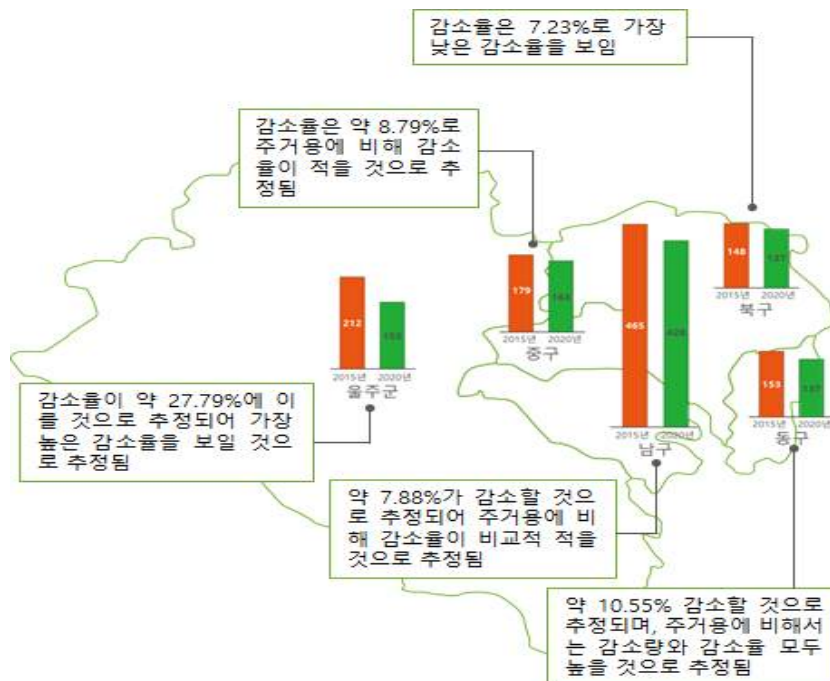 감소율은 7.23%로 가장
낮은 감소율을 보임
감소율은 약 8.79%로
주거용에 비해 감소
율이 적을 것으로 추
정됨
148
137
2015년 2020년
북구
179
163
2015년 2020년
중구
465
428
2015년 2020년
남구
212
153
2015년 2020년
울주군
153
137
2015년 2020년
동구
감소율이 약 27.79%에 이
를 것으로 추정되어 가장
높은 감소율을 보일 것으
로 추정됨
약 7.88%가 감소할 것으
로 추정되어 주거용에 비
해 감소율이 비교적 적을
것으로 추정됨
약 10.55% 감소할 것으로
추정되며, 주거용에 비해서
는 감소량와 감소율 모두
높을 것으로 추정됨